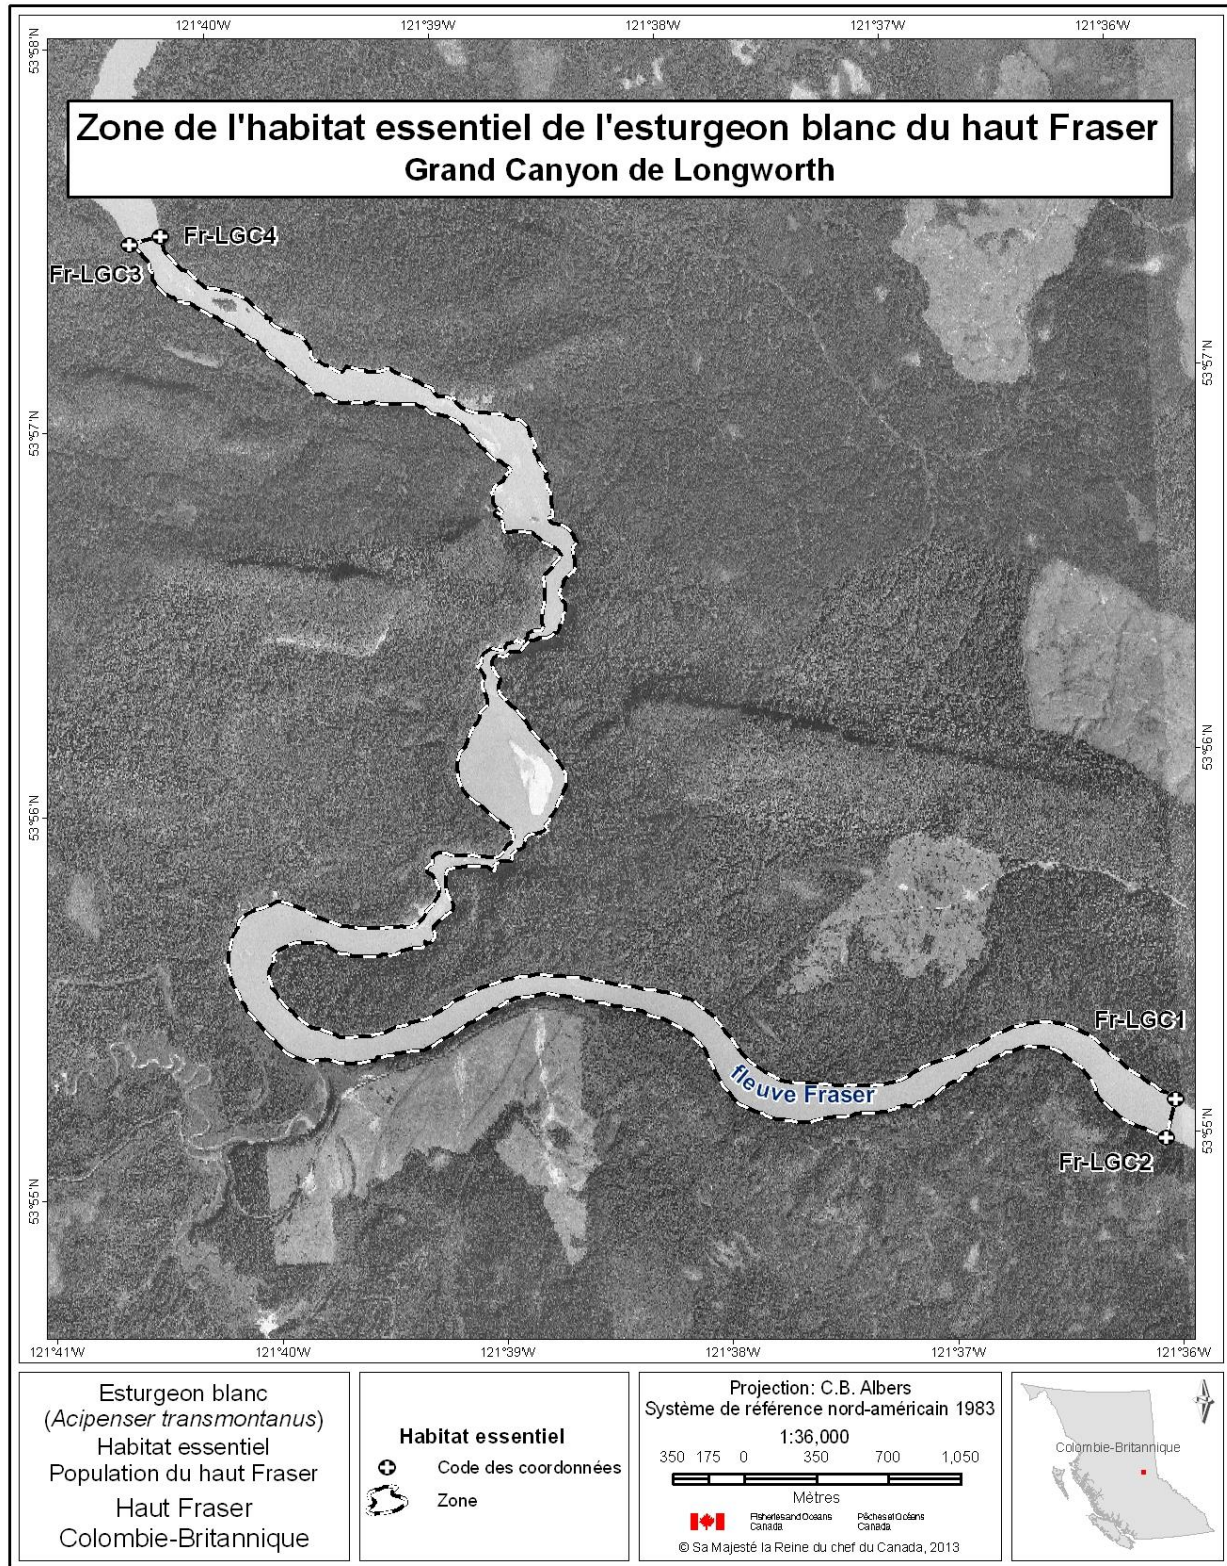 121°40'W
121°39'W
121°38'W
121°37'W
121°36'W
53°58'N
Zone de l'habitat essentiel de l'esturgeon blanc du haut Fraser
Grand Canyon de Longworth
Fr-LGC4
Fr-LGC3
53°57'N
53°57'N
53°56'N
53°56'N
Fr-LGC1
fleuve Fraser
Fr-LGC2
53°55'N
53°55'N
121°41'W
121°40'W
121°39'W
121°38'W
121°37'W
121°36'W
Esturgeon blanc
(Acipenser transmontanus)
Habitat essentiel
Population du haut Fraser
Haut Fraser
Colombie-Britannique
Habitat essentiel
Code des coordonnées
Zone
Projection: C.B. Albers
Système de référence nord-américain 1983
1:36,000
350 175 0 350 700 1,050
Mètres
Fisheries and Oceans
Canada
Pêches et Océans
Canada
© Sa Majesté la Reine du chef du Canada, 2013
Colombie-Britannique